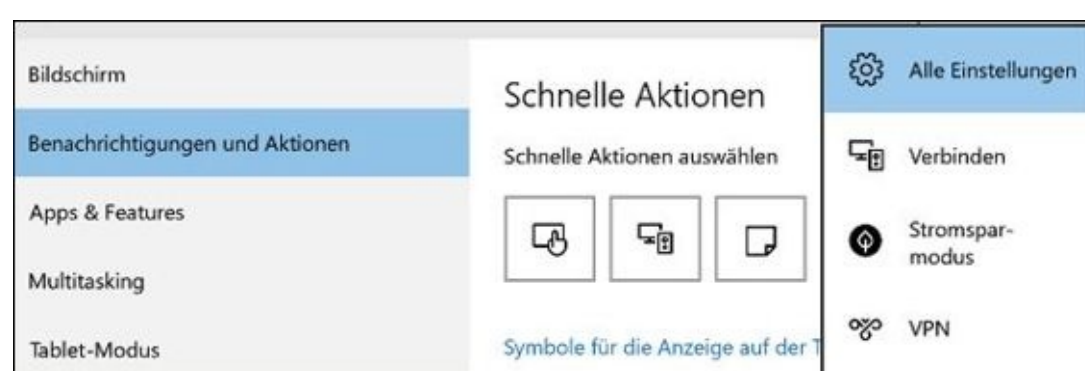 Bildschirm
Benachrichtigungen und Aktionen
Apps & Features
Multitasking
Tablet-Modus
Schnelle Aktionen
Schnelle Aktionen auswählen
Symbole für die Anzeige auf der
Alle Einstellungen
Verbinden
Stromspar-
modus
VPN